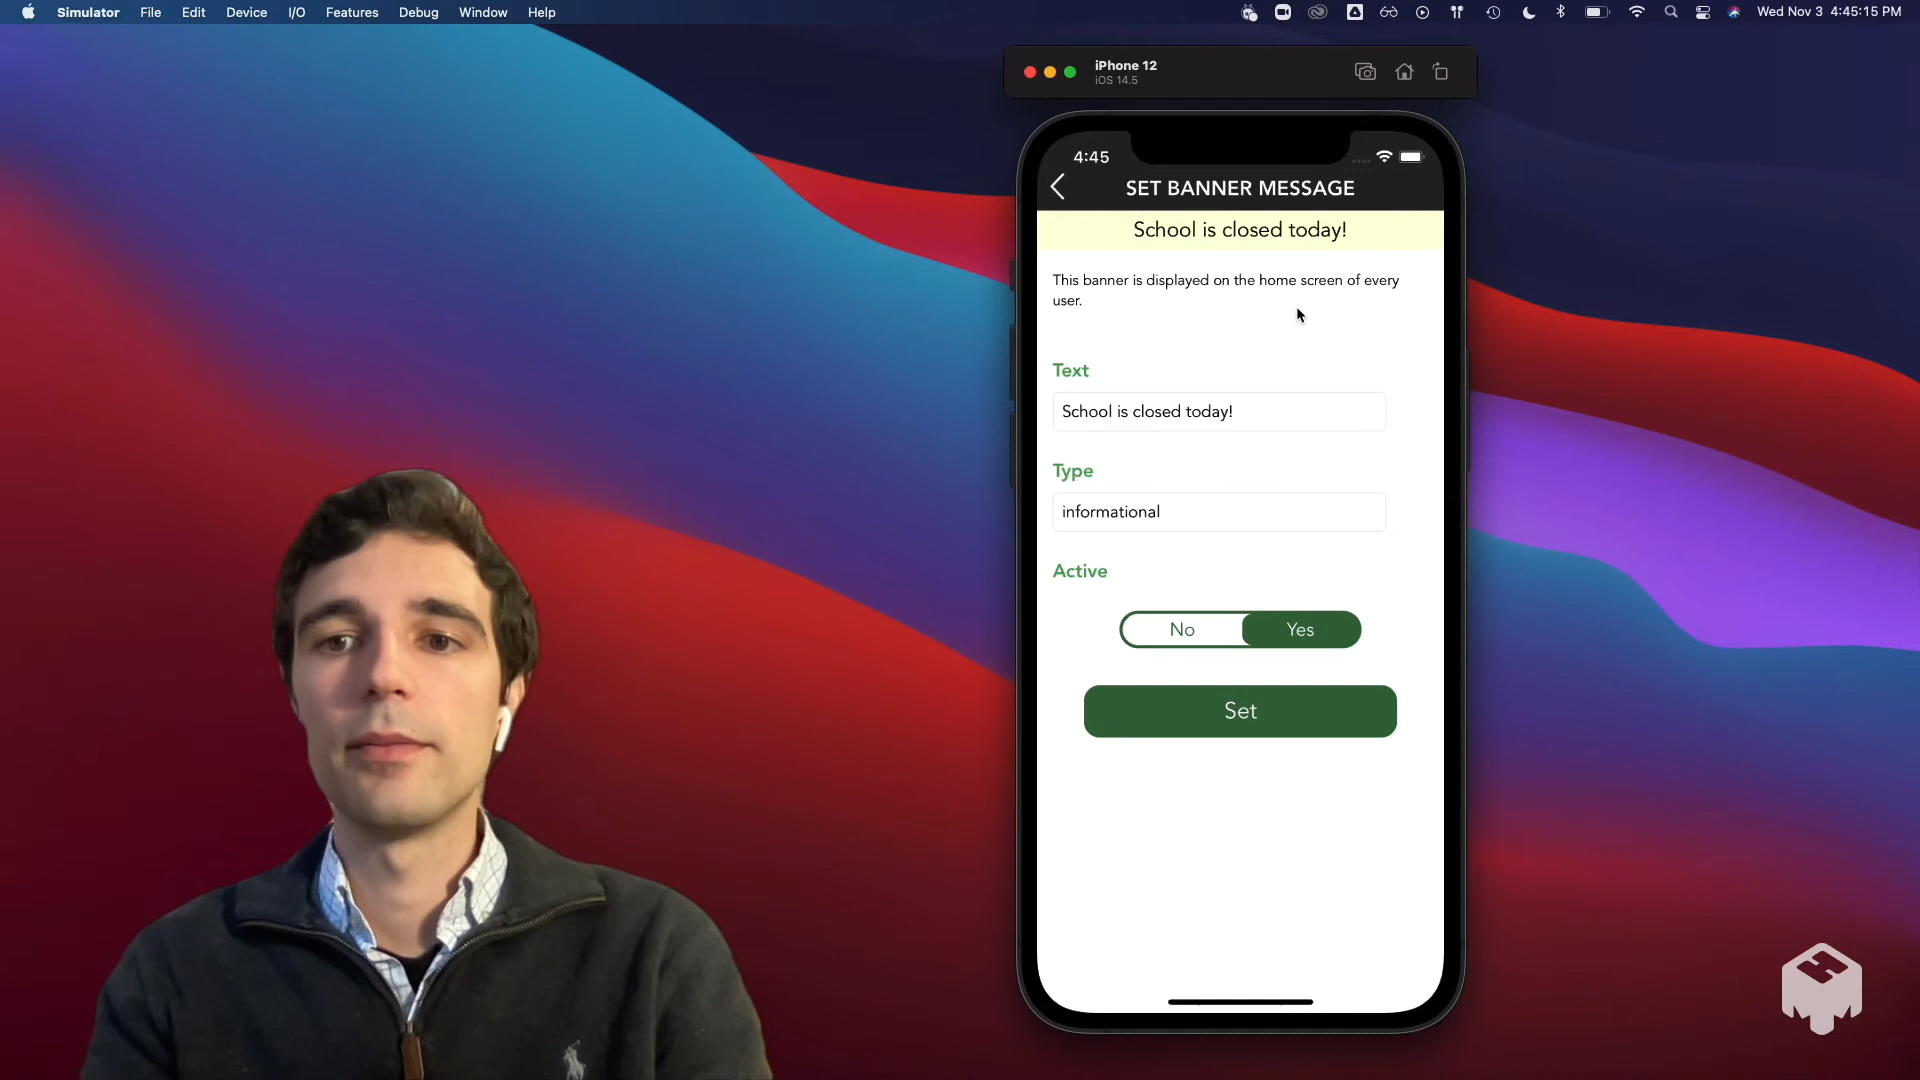 Simulator File Edit Device I/O Features Debug Window Help
Wed Nov 3 4:45:15 PM
iPhone 12
iOS 14.5
4:45
SET BANNER MESSAGE
School is closed today!
This banner is displayed on the home screen of every
user.
Text
School is closed today!
Type
informational
Active
No Yes
Set